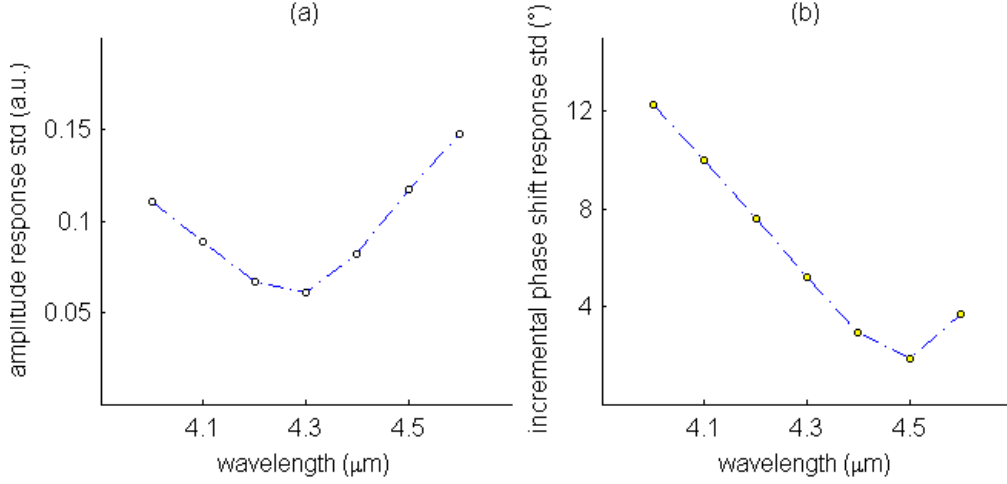 (a)
amplitude response std (a.u.)
0.15
0.1
0.05
4.1 4.3 4.5
wavelength (μm)
(b)
incremental phase shift response std (°)
12
8
4
4.1 4.3 4.5
wavelength (μm)